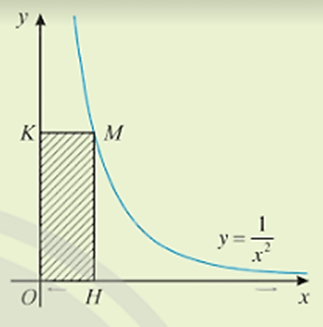 y
K M
y = 1/x²
O H x